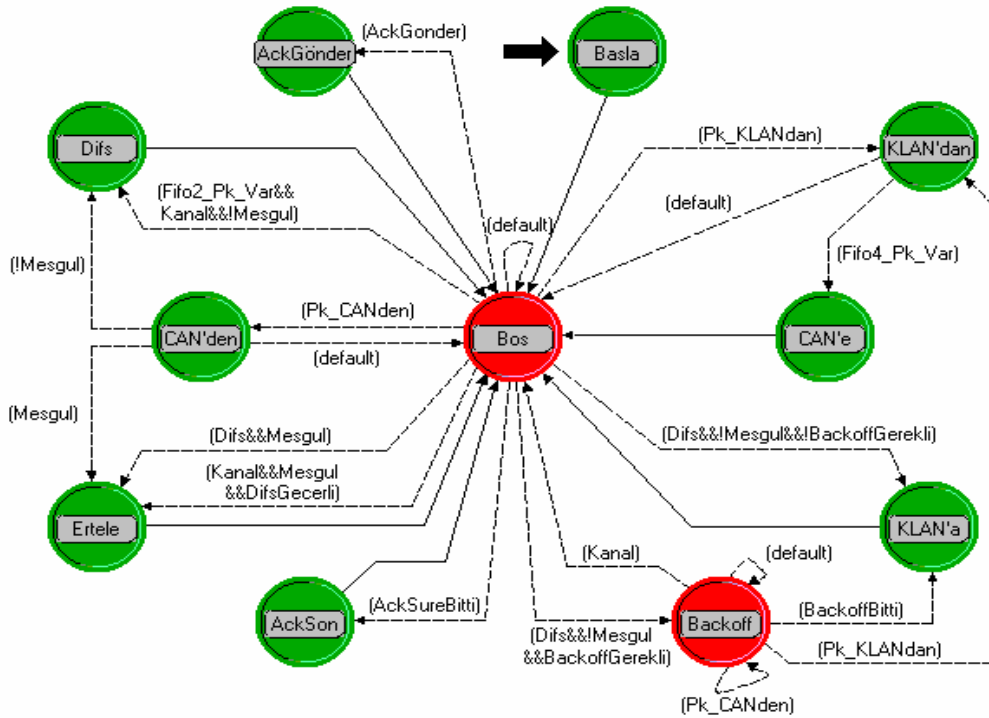 (AckGonder)
AckGönder
Basla
Difs
(Pk_KLANdan)
KLAN'dan
(Fifo2_Pk_Var&&
Kanal&&!Mesgul)
(default)
(default)
(!Mesgul)
(Fifo4_Pk_Var)
(Pk_CANden)
CAN'den
Bos
CAN'e
(default)
(Mesgul)
(Difs&&Mesgul)
(Difs&&!Mesgul&&!BackoffGerekli)
(Kanal&&Mesgul
&&DifsGecerli)
Ertele
KLAN'a
(Kanal)
(default)
(AckSureBitti)
(BackoffBitti)
AckSon
Backoff
(Difs&&!Mesgul
&&BackoffGerekli)
(Pk_KLANdan)
(Pk_CANden)